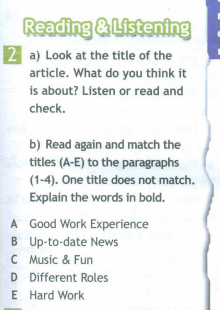 Reading & Listening
2 a) Look at the title of the
article. What do you think it
is about? Listen or read and
check.
b) Read again and match the
titles (A-E) to the paragraphs
(1-4). One title does not match.
Explain the words in bold.
A Good Work Experience
B Up-to-date News
C Music & Fun
D Different Roles
E Hard Work